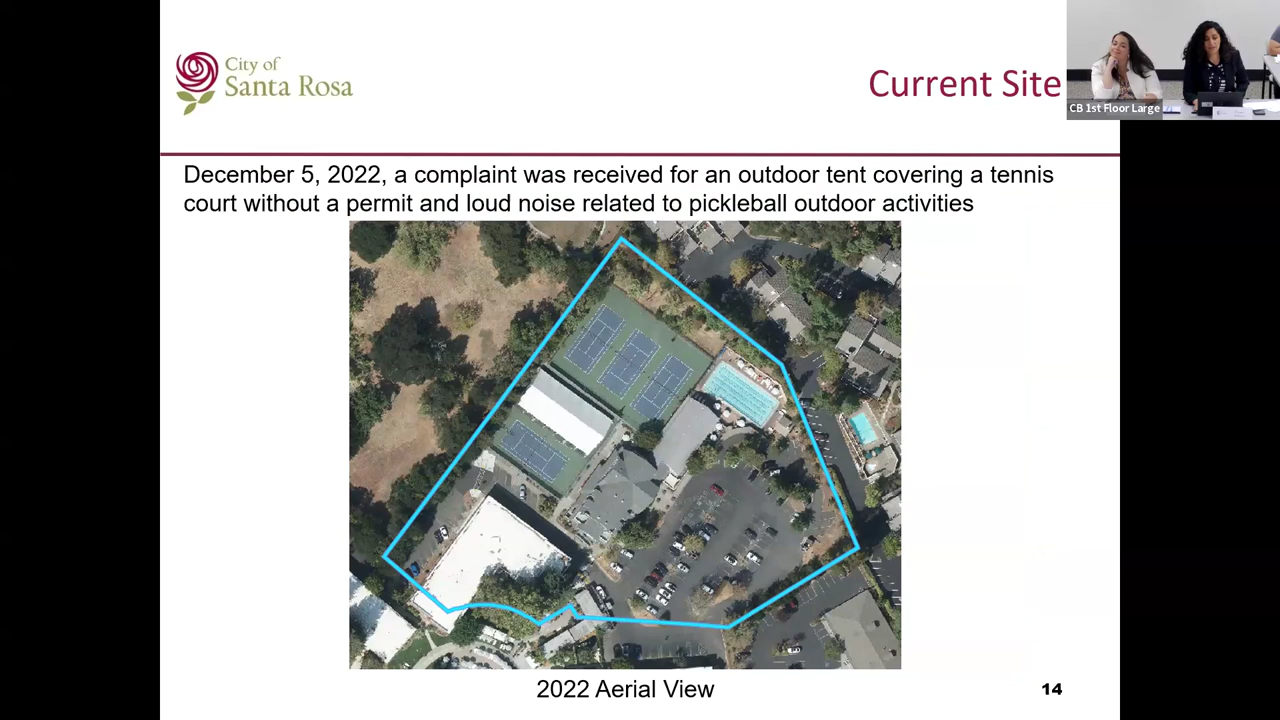 City of
Santa Rosa
Current Site
CB 1st Floor Large
December 5, 2022, a complaint was received for an outdoor tent covering a tennis
court without a permit and loud noise related to pickleball outdoor activities
2022 Aerial View
14